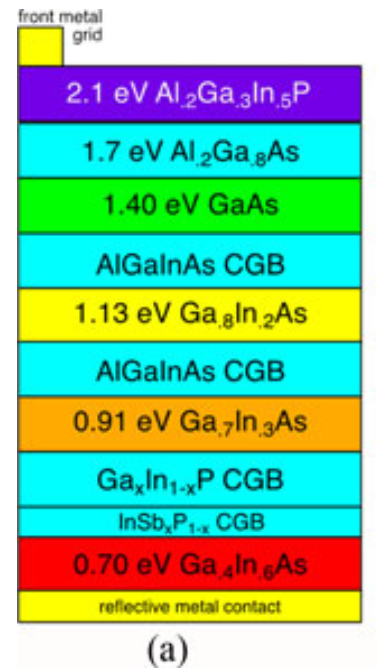 front metal
grid
2.1 eV Al.2Ga.3In.5P
1.7 eV Al.2Ga.8As
1.40 eV GaAs
AlGaInAs CGB
1.13 eV Ga.8In.2As
AlGaInAs CGB
0.91 eV Ga.7In.3As
GaxIn1-xP CGB
InSbxP1-x CGB
0.70 eV Ga.4In.6As
reflective metal contact
(a)